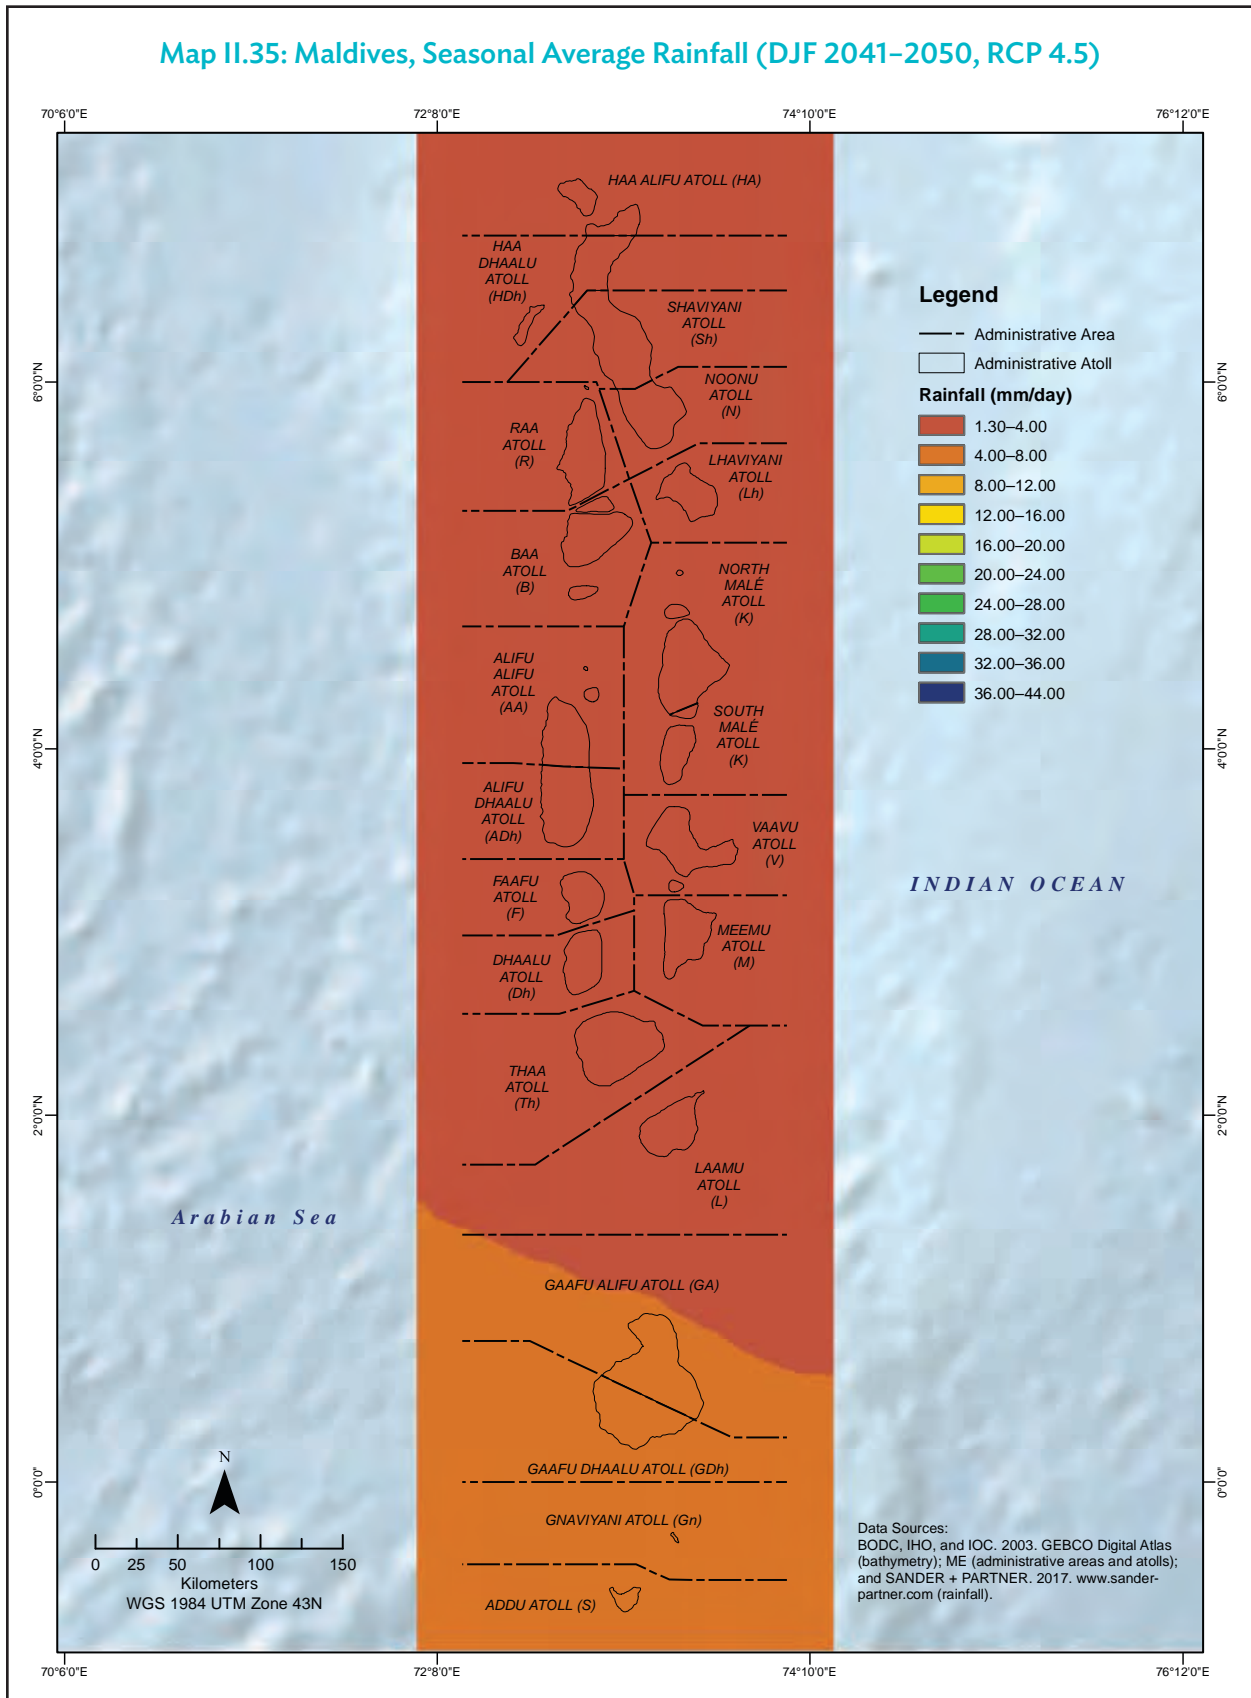 Map II.35: Maldives, Seasonal Average Rainfall (DJF 2041–2050, RCP 4.5)
70°6'0"E
72°8'0"E
74°10'0"E
76°12'0"E
HAA ALIFU ATOLL (HA)
HAA
DHAALU
ATOLL
(HDh)
SHAVIYANI
ATOLL
(Sh)
NOONU
ATOLL
(N)
RAA
ATOLL
(R)
LHAVIYANI
ATOLL
(Lh)
BAA
ATOLL
(B)
NORTH
MALÉ
ATOLL
(K)
ALIFU
ALIFU
ATOLL
(AA)
SOUTH
MALÉ
ATOLL
(K)
ALIFU
DHAALU
ATOLL
(ADh)
VAAVU
ATOLL
(V)
FAAFU
ATOLL
(F)
MEEMU
ATOLL
(M)
DHAALU
ATOLL
(Dh)
THAA
ATOLL
(Th)
LAAMU
ATOLL
(L)
GAAFU ALIFU ATOLL (GA)
GAAFU DHAALU ATOLL (GDh)
GNAVIYANI ATOLL (Gn)
ADDU ATOLL (S)
6°0'0"N
4°0'0"N
2°0'0"N
0°0'0"
6°0'0"N
4°0'0"N
2°0'0"N
0°0'0"
Legend
Administrative Area
Administrative Atoll
Rainfall (mm/day)
1.30–4.00
4.00–8.00
8.00–12.00
12.00–16.00
16.00–20.00
20.00–24.00
24.00–28.00
28.00–32.00
32.00–36.00
36.00–44.00
INDIAN OCEAN
Arabian Sea
N
0 25 50 100 150
Kilometers
WGS 1984 UTM Zone 43N
Data Sources:
BODC, IHO, and IOC. 2003. GEBCO Digital Atlas
(bathymetry); ME (administrative areas and atolls);
and SANDER + PARTNER. 2017. www.sander-
partner.com (rainfall).
70°6'0"E
72°8'0"E
74°10'0"E
76°12'0"E